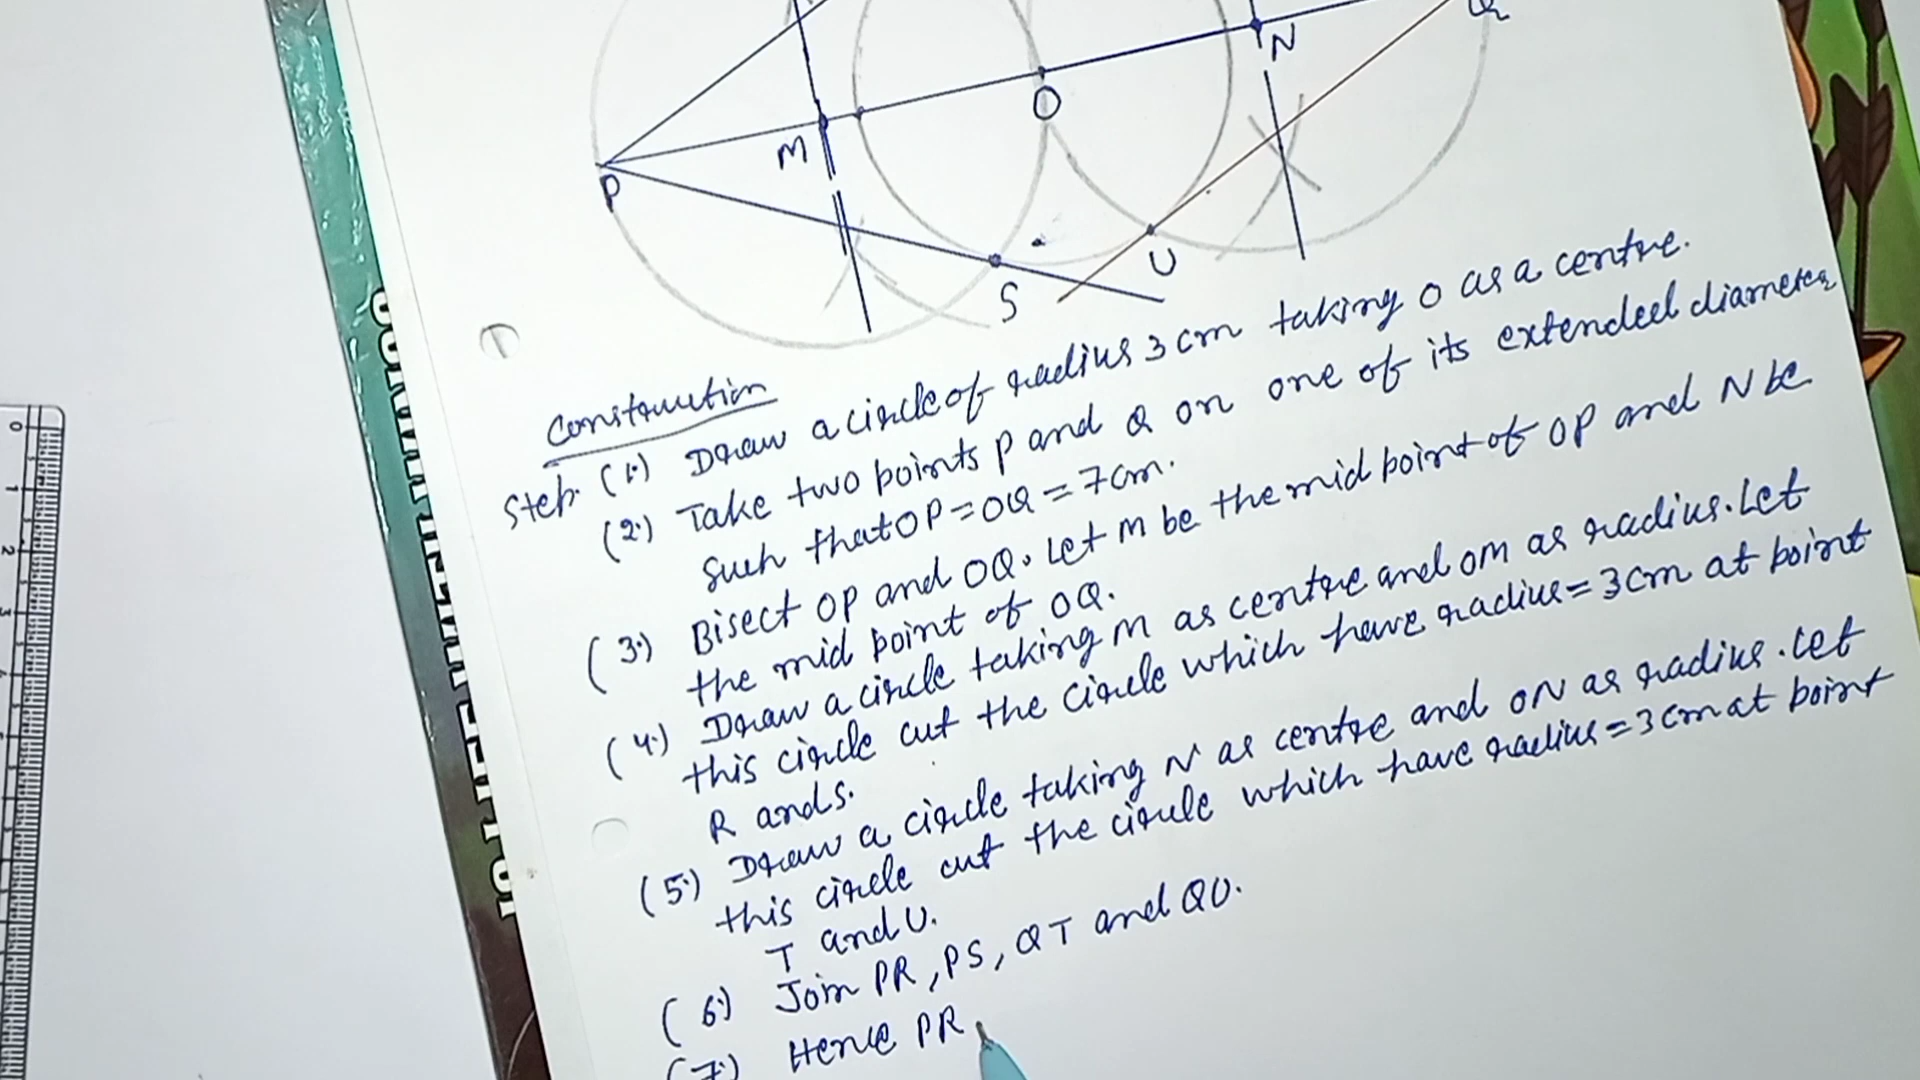 Q
N
O
M
P
U
S
Construction
Step. (1.) Draw a circle of radius 3 cm taking O as a centre.
(2.) Take two points P and Q on one of its extended diameter
such that OP = OQ = 7cm.
(3.) Bisect OP and OQ. Let M be the mid point of OP and N be
the mid point of OQ.
(4.) Draw a circle taking M as centre and OM as radius. Let
this circle cut the circle which have radius = 3cm at point
R and S.
(5.) Draw a circle taking N as centre and ON as radius. Let
this circle cut the circle which have radius = 3cm at point
T and U.
(6.) Join PR, PS, QT and QU.
(7.) Hence PR
0
1
2
3
4